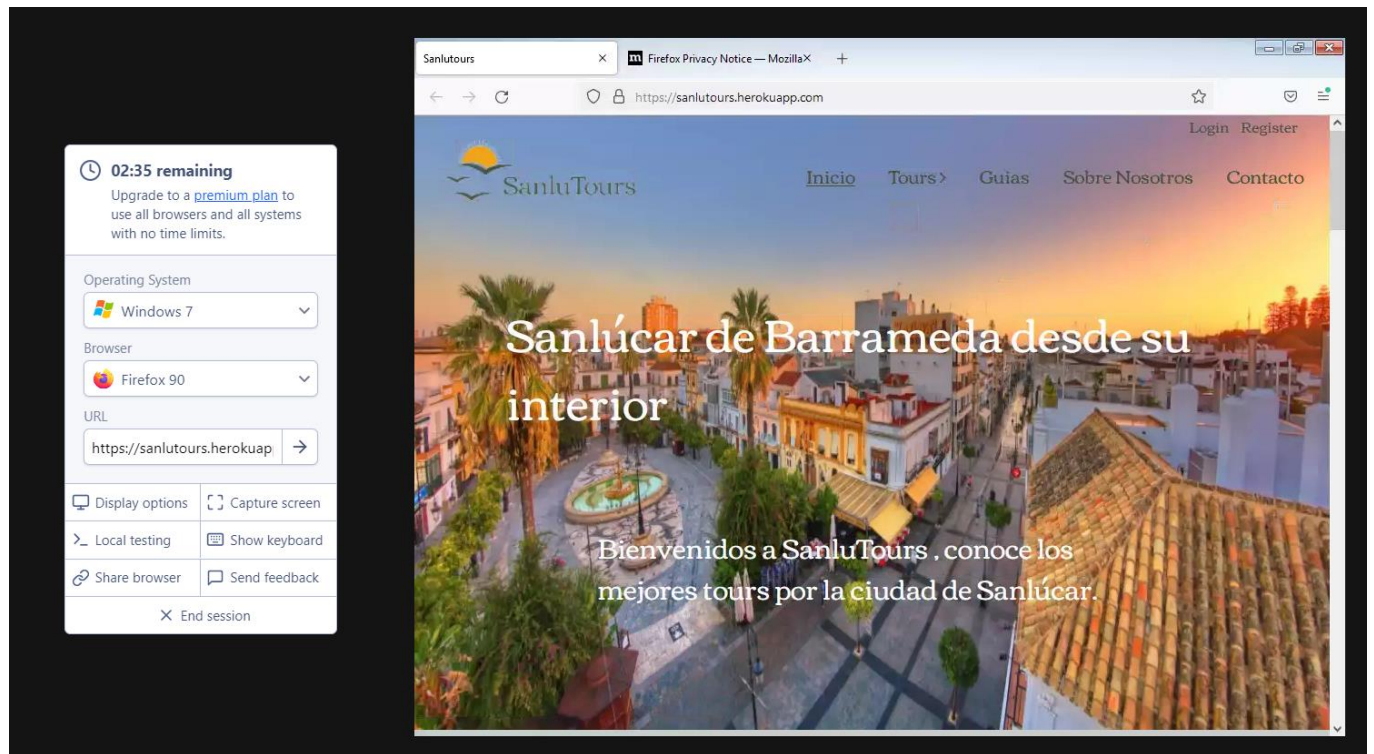 02:35 remaining
Upgrade to a premium plan to
use all browsers and all systems
with no time limits.
Operating System
Windows 7
Browser
Firefox 90
URL
https://sanlutours.herokuap
Display options
Capture screen
Local testing
Show keyboard
Share browser
Send feedback
End session
Sanlutours
Firefox Privacy Notice — Mozilla
https://sanlutours.herokuapp.com
Login Register
SanluTours
Inicio Tours> Guias Sobre Nosotros Contacto
Sanlúcar de Barrameda desde su
interior
Bienvenidos a SanluTours , conoce los
mejores tours por la ciudad de Sanlúcar.